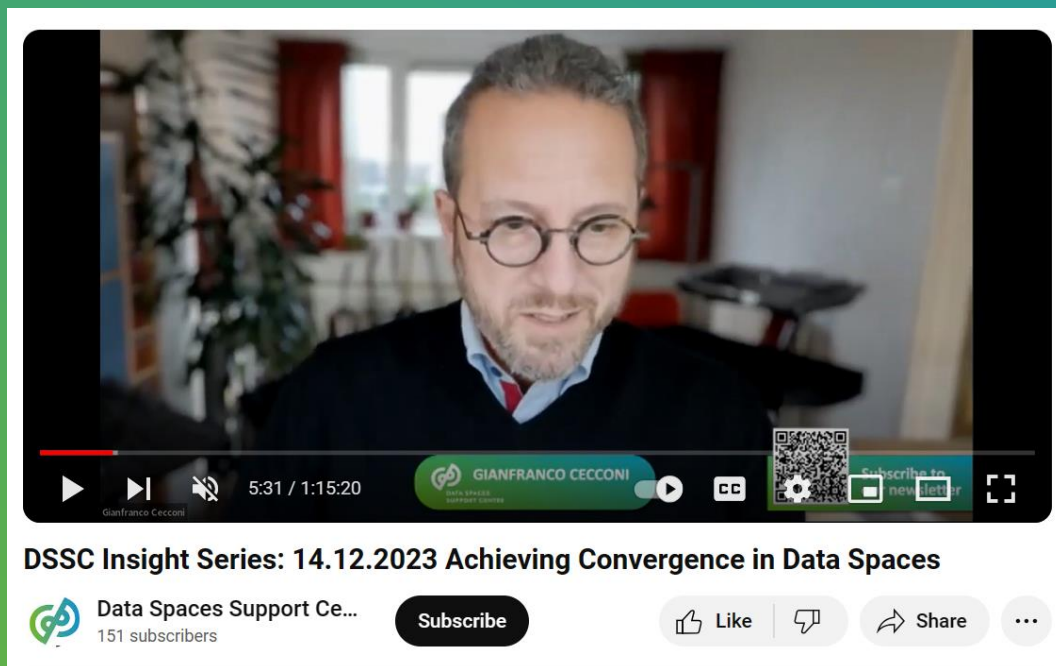 GIANFRANCO CECCONI
DATA SPACES
SUPPORT CENTRE
Subscribe to
newsletter
5:31 / 1:15:20
CC
Gianfranco Cecconi
DSSC Insight Series: 14.12.2023 Achieving Convergence in Data Spaces
Data Spaces Support Ce...
151 subscribers
Subscribe
Like
Share